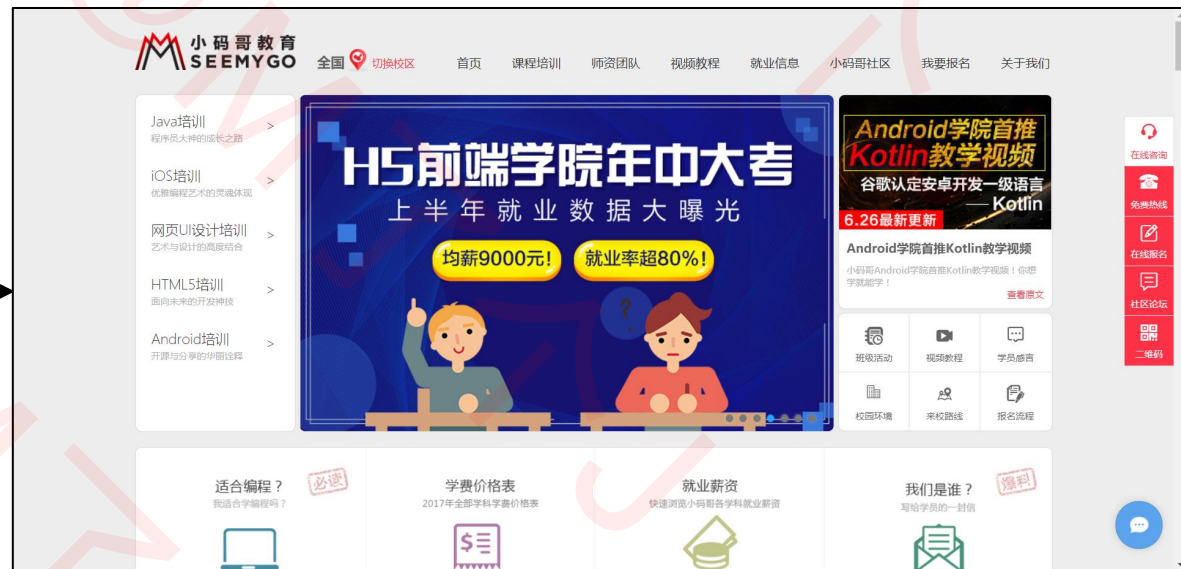 小码哥教育
SEEMYGO
全国 切换校区 首页 课程培训 师资团队 视频教程 就业信息 小码哥社区 我要报名 关于我们
Java培训 >
程序员大神的成长之路
iOS培训 >
优雅编程艺术的灵魂体现
网页UI设计培训 >
艺术与设计的高度结合
HTML5培训 >
面向未来的开发神技
Android培训 >
开源与分享的华丽诠释
H5前端学院年中大考
上半年就业数据大曝光
均薪9000元! 就业率超80%!
?
Android学院首推
Kotlin教学视频
谷歌认定安卓开发一级语言
— Kotlin
6.26最新更新
Android学院首推Kotlin教学视频
小码哥Android学院首推Kotlin教学视频！你想
学就能学！
查看原文
班级活动 视频教程 学员感言
校园环境 来校路线 报名流程
在线咨询
免费热线
在线报名
社区论坛
二维码
适合编程？
我适合学编程吗？
必读
学费价格表
2017年全部学科学费价格表
就业薪资
快速浏览小码哥各学科就业薪资
我们是谁？
写给学员的一封信
爆料
$